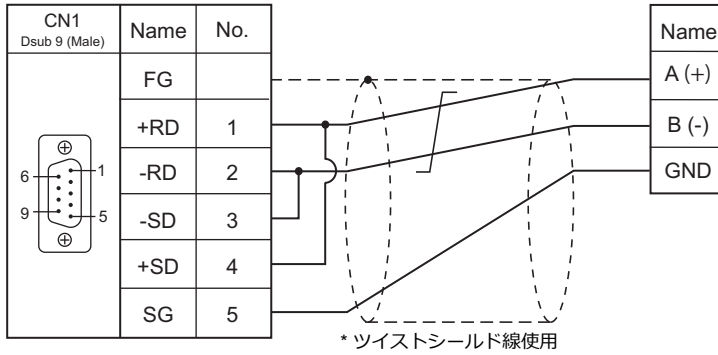 CN1
Dsub 9 (Male)
Name
No.
Name
FG
A (+)
+RD
1
B (-)
-RD
2
GND
-SD
3
+SD
4
SG
5
6
1
9
5
* ツイストシールド線使用